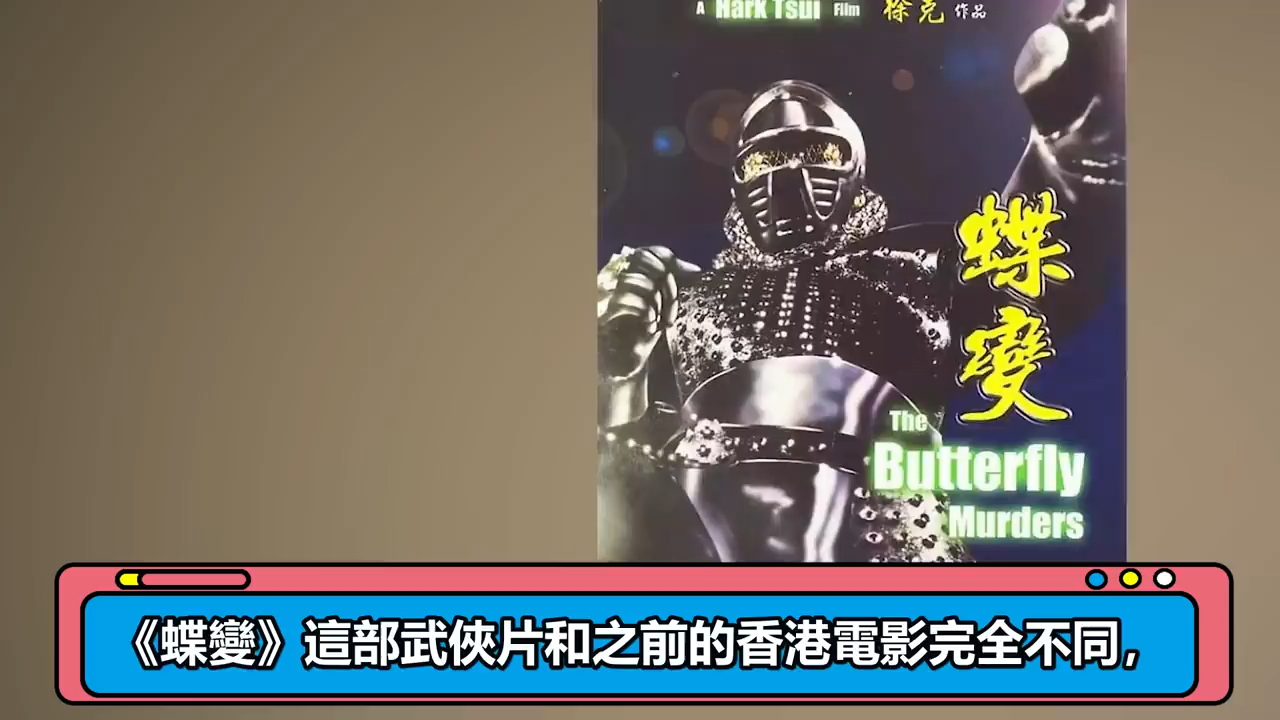 A Hark Tsui Film 徐克作品
蝶變
The
Butterfly
Murders
《蝶變》這部武俠片和之前的香港電影完全不同，